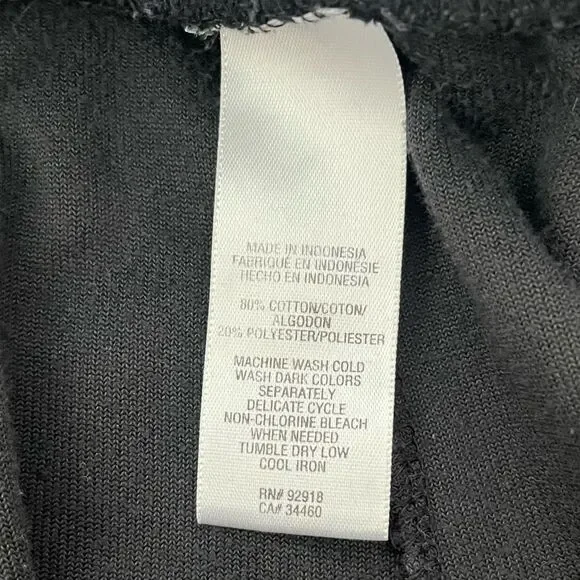 MADE IN INDONESIA
FABRIQUÉ EN INDONÉSIE
HECHO EN INDONESIA
80% COTTON/COTON/
ALGODON
20% POLYESTER/POLIESTER
MACHINE WASH COLD
WASH DARK COLORS
SEPARATELY
DELICATE CYCLE
NON-CHLORINE BLEACH
WHEN NEEDED
TUMBLE DRY LOW
COOL IRON
RN# 92918
CA# 34460